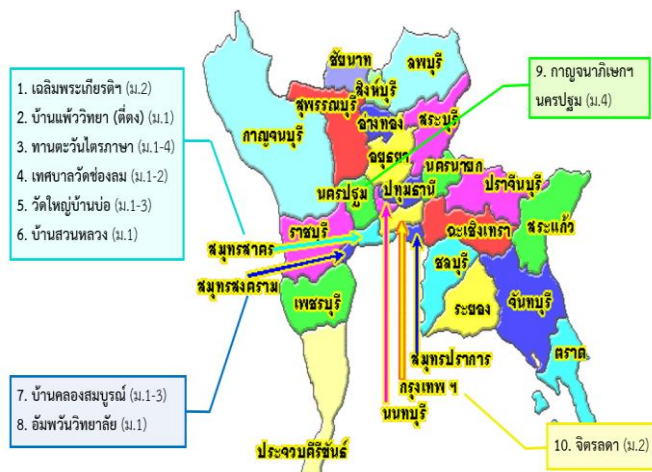 1. เฉลิมพระเกียรติฯ (ม.2)
2. บ้านแพ้ววิทยา (ตี่ตง) (ม.1)
3. ทานตะวันไตรภาษา (ม.1-4)
4. เทศบาลวัดช่องลม (ม.1-2)
5. วัดใหญ่บ้านบ่อ (ม.1-3)
6. บ้านสวนหลวง (ม.1)
ชัยนาท
ลพบุรี
สิงห์บุรี
สุพรรณบุรี
อ่างทอง
สระบุรี
กาญจนบุรี
อยุธยา
นครนายก
นครปฐม
ปทุมธานี
ปราจีนบุรี
ราชบุรี
ฉะเชิงเทรา
สระแก้ว
สมุทรสาคร
ชลบุรี
สมุทรสงคราม
เพชรบุรี
ระยอง
จันทบุรี
ตราด
สมุทรปราการ
กรุงเทพ ฯ
นนทบุรี
ประจวบคีรีขันธ์
9. กาญจนาภิเษกฯ
นครปฐม (ม.4)
7. บ้านคลองสมบูรณ์ (ม.1-3)
8. อัมพวันวิทยาลัย (ม.1)
10. จิตรลดา (ม.2)